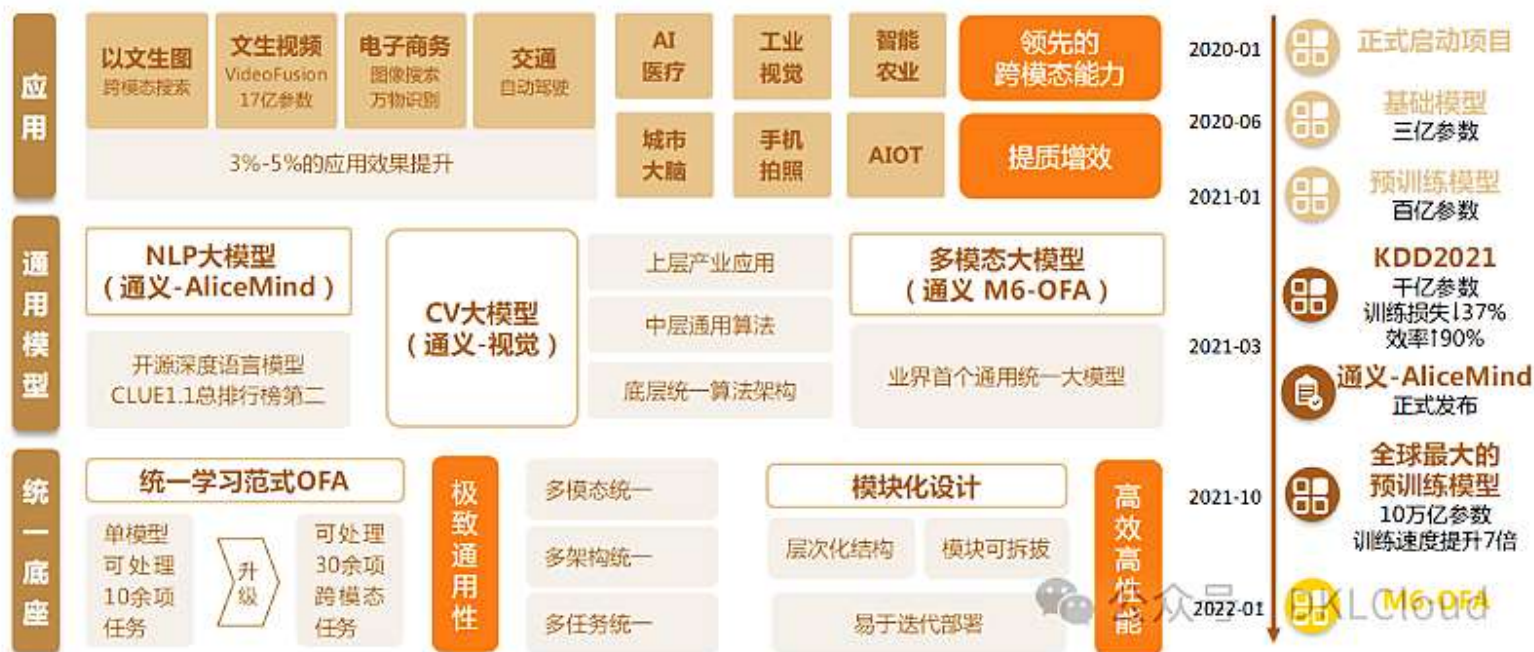 应用
以文生图
跨模态搜索
文生视频
VideoFusion
17亿参数
电子商务
图像搜索
万物识别
交通
自动驾驶
3%-5%的应用效果提升
AI
医疗
工业
视觉
智能
农业
城市
大脑
手机
拍照
AIOT
领先的
跨模态能力
提质增效
通用模型
NLP大模型
（通义-AliceMind）
开源深度语言模型
CLUE1.1总排行榜第二
CV大模型
（通义-视觉）
上层产业应用
中层通用算法
底层统一算法架构
多模态大模型
（通义 M6-OFA）
业界首个通用统一大模型
统一底座
统一学习范式OFA
单模型
可处理
10余项
任务
升级
可处理
30余项
跨模态
任务
极致通用性
多模态统一
多架构统一
多任务统一
模块化设计
层次化结构
模块可拆拔
易于迭代部署
高效高性能
2020-01
正式启动项目
2020-06
基础模型
三亿参数
2021-01
预训练模型
百亿参数
KDD2021
千亿参数
训练损失↓37%
效率↑90%
2021-03
通义-AliceMind
正式发布
2021-10
全球最大的
预训练模型
10万亿参数
训练速度提升7倍
2022-01
M6-OFA